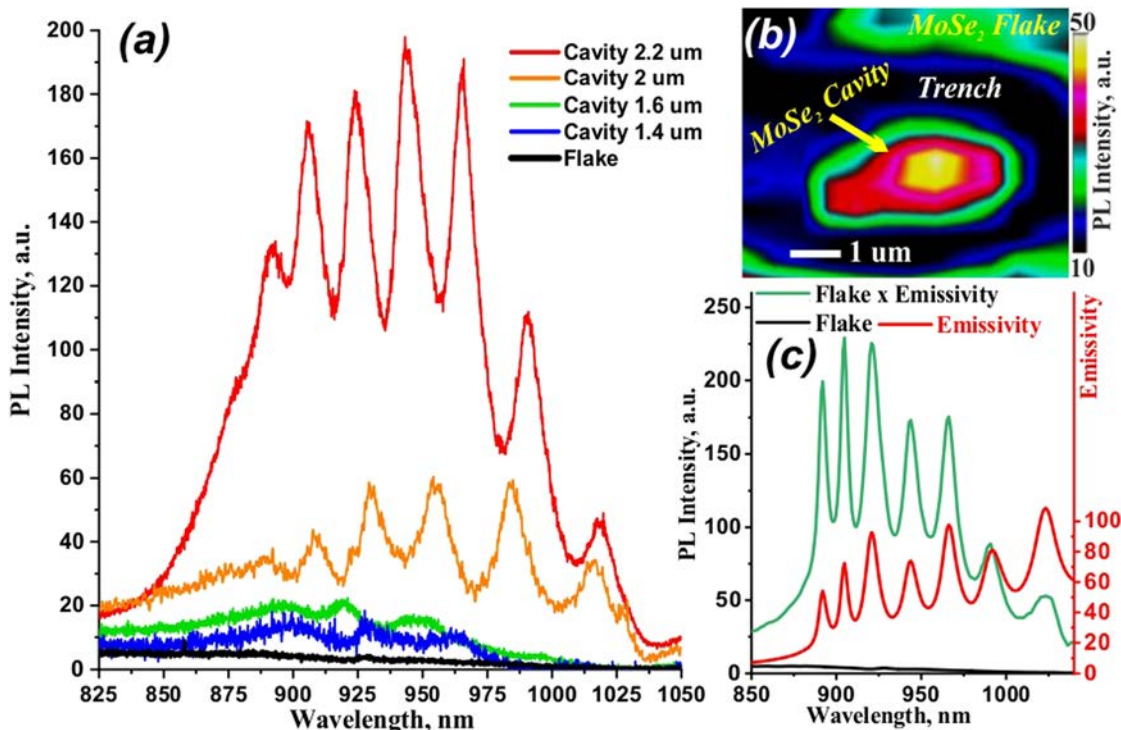 (a)
Cavity 2.2 um
Cavity 2 um
Cavity 1.6 um
Cavity 1.4 um
Flake
PL Intensity, a.u.
200
180
160
140
120
100
80
60
40
20
0
825 850 875 900 925 950 975 1000 1025 1050
Wavelength, nm
(b)
MoSe₂ Flake
Trench
MoSe₂ Cavity
1 um
50
PL Intensity, a.u.
10
Flake x Emissivity
Flake Emissivity
(c)
PL Intensity, a.u.
250
200
150
100
50
0
Emissivity
100
80
60
40
20
0
850 900 950 1000
Wavelength, nm